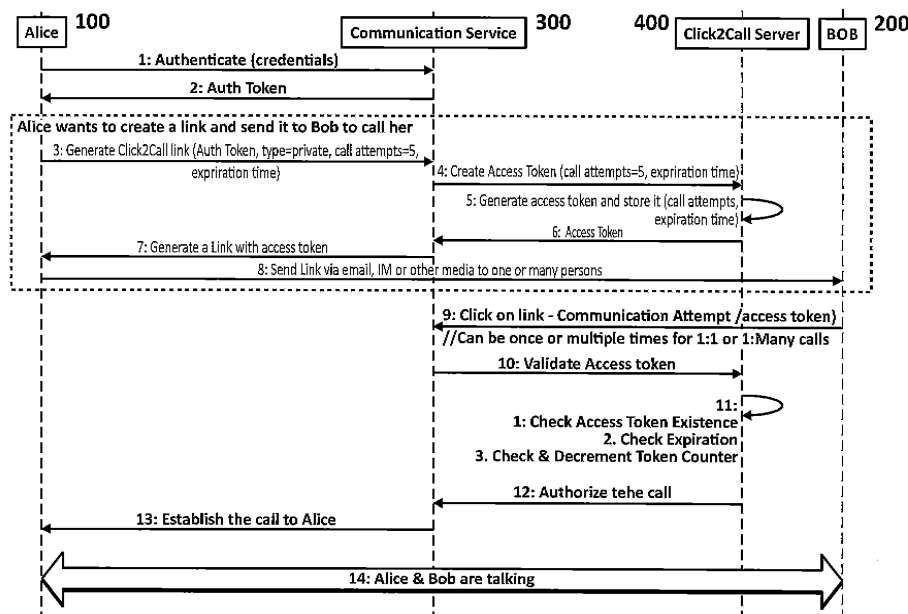 Alice 100 Communication Service 300 400 Click2Call Server BOB 200
1: Authenticate (credentials)
2: Auth Token
Alice wants to create a link and send it to Bob to call her
3: Generate Click2Call link (Auth Token, type=private, call attempts=5,
expriration time)
4: Create Access Token (call attempts=5, expriration time)
5: Generate access token and store it (call attempts,
expiration time)
6: Access Token
7: Generate a Link with access token
8: Send Link via email, IM or other media to one or many persons
9: Click on link - Communication Attempt /access token)
//Can be once or multiple times for 1:1 or 1:Many calls
10: Validate Access token
11:
1: Check Access Token Existence
2. Check Expiration
3. Check & Decrement Token Counter
12: Authorize tehe call
13: Establish the call to Alice
14: Alice & Bob are talking